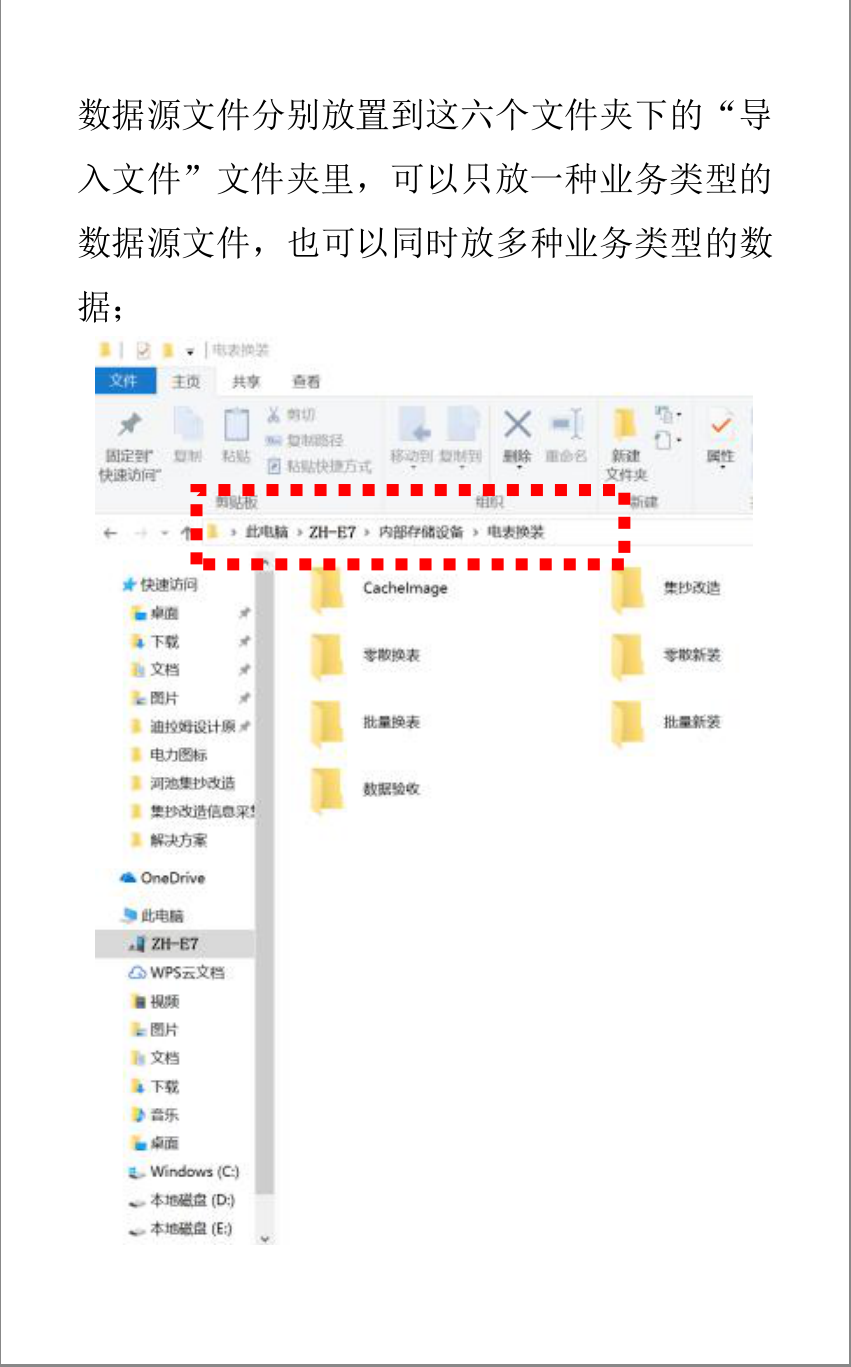 数据源文件分别放置到这六个文件夹下的“导
入文件”文件夹里，可以只放一种业务类型的
数据源文件，也可以同时放多种业务类型的数
据；
电表换装
文件 主页 共享 查看
固定到"
快速访问"
复制
粘贴
剪切
复制路径
粘贴快捷方式
移动到 复制到 删除 重命名
新建
文件夹
属性
剪贴板 组织 新建
此电脑 › ZH-E7 › 内部存储设备 › 电表换装
快速访问
桌面
下载
文档
图片
迪拉姆设计原
电力图标
河池集抄改造
集抄改造信息采
解决方案
OneDrive
此电脑
ZH-E7
WPS云文档
视频
图片
文档
下载
音乐
桌面
Windows (C:)
本地磁盘 (D:)
本地磁盘 (E:)
CacheImage 集抄改造
零散换表 零散新装
批量换表 批量新装
数据验收